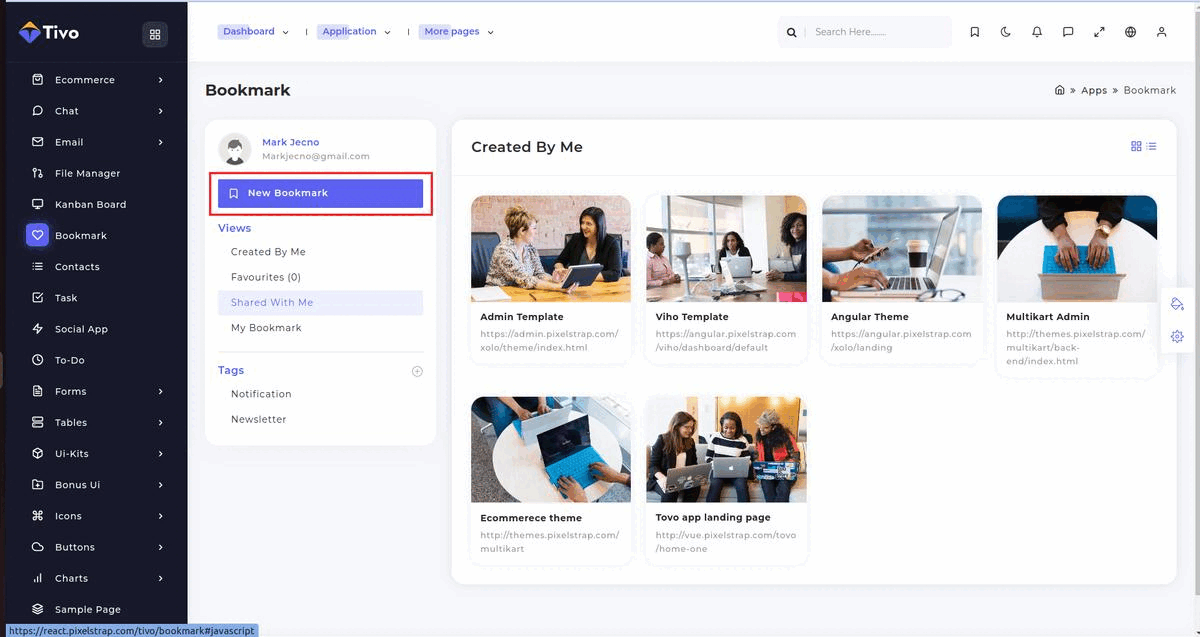 Tivo
Dashboard
Application
More pages
Search Here.......
Ecommerce
Chat
Email
File Manager
Kanban Board
Bookmark
Contacts
Task
Social App
To-Do
Forms
Tables
Ui-Kits
Bonus Ui
Icons
Buttons
Charts
Sample Page
Bookmark
» Apps » Bookmark
Mark Jecno
Markjecno@gmail.com
New Bookmark
Views
Created By Me
Favourites (0)
Shared With Me
My Bookmark
Tags
Notification
Newsletter
Created By Me
Admin Template
https://admin.pixelstrap.com/
xolo/theme/index.html
Viho Template
https://angular.pixelstrap.com
/viho/dashboard/default
Angular Theme
https://angular.pixelstrap.com
/xolo/landing
Multikart Admin
http://themes.pixelstrap.com/
multikart/back-
end/index.html
Ecommerece theme
http://themes.pixelstrap.com/
multikart
Tovo app landing page
http://vue.pixelstrap.com/tovo
/home-one
https://react.pixelstrap.com/tivo/bookmark#javascript